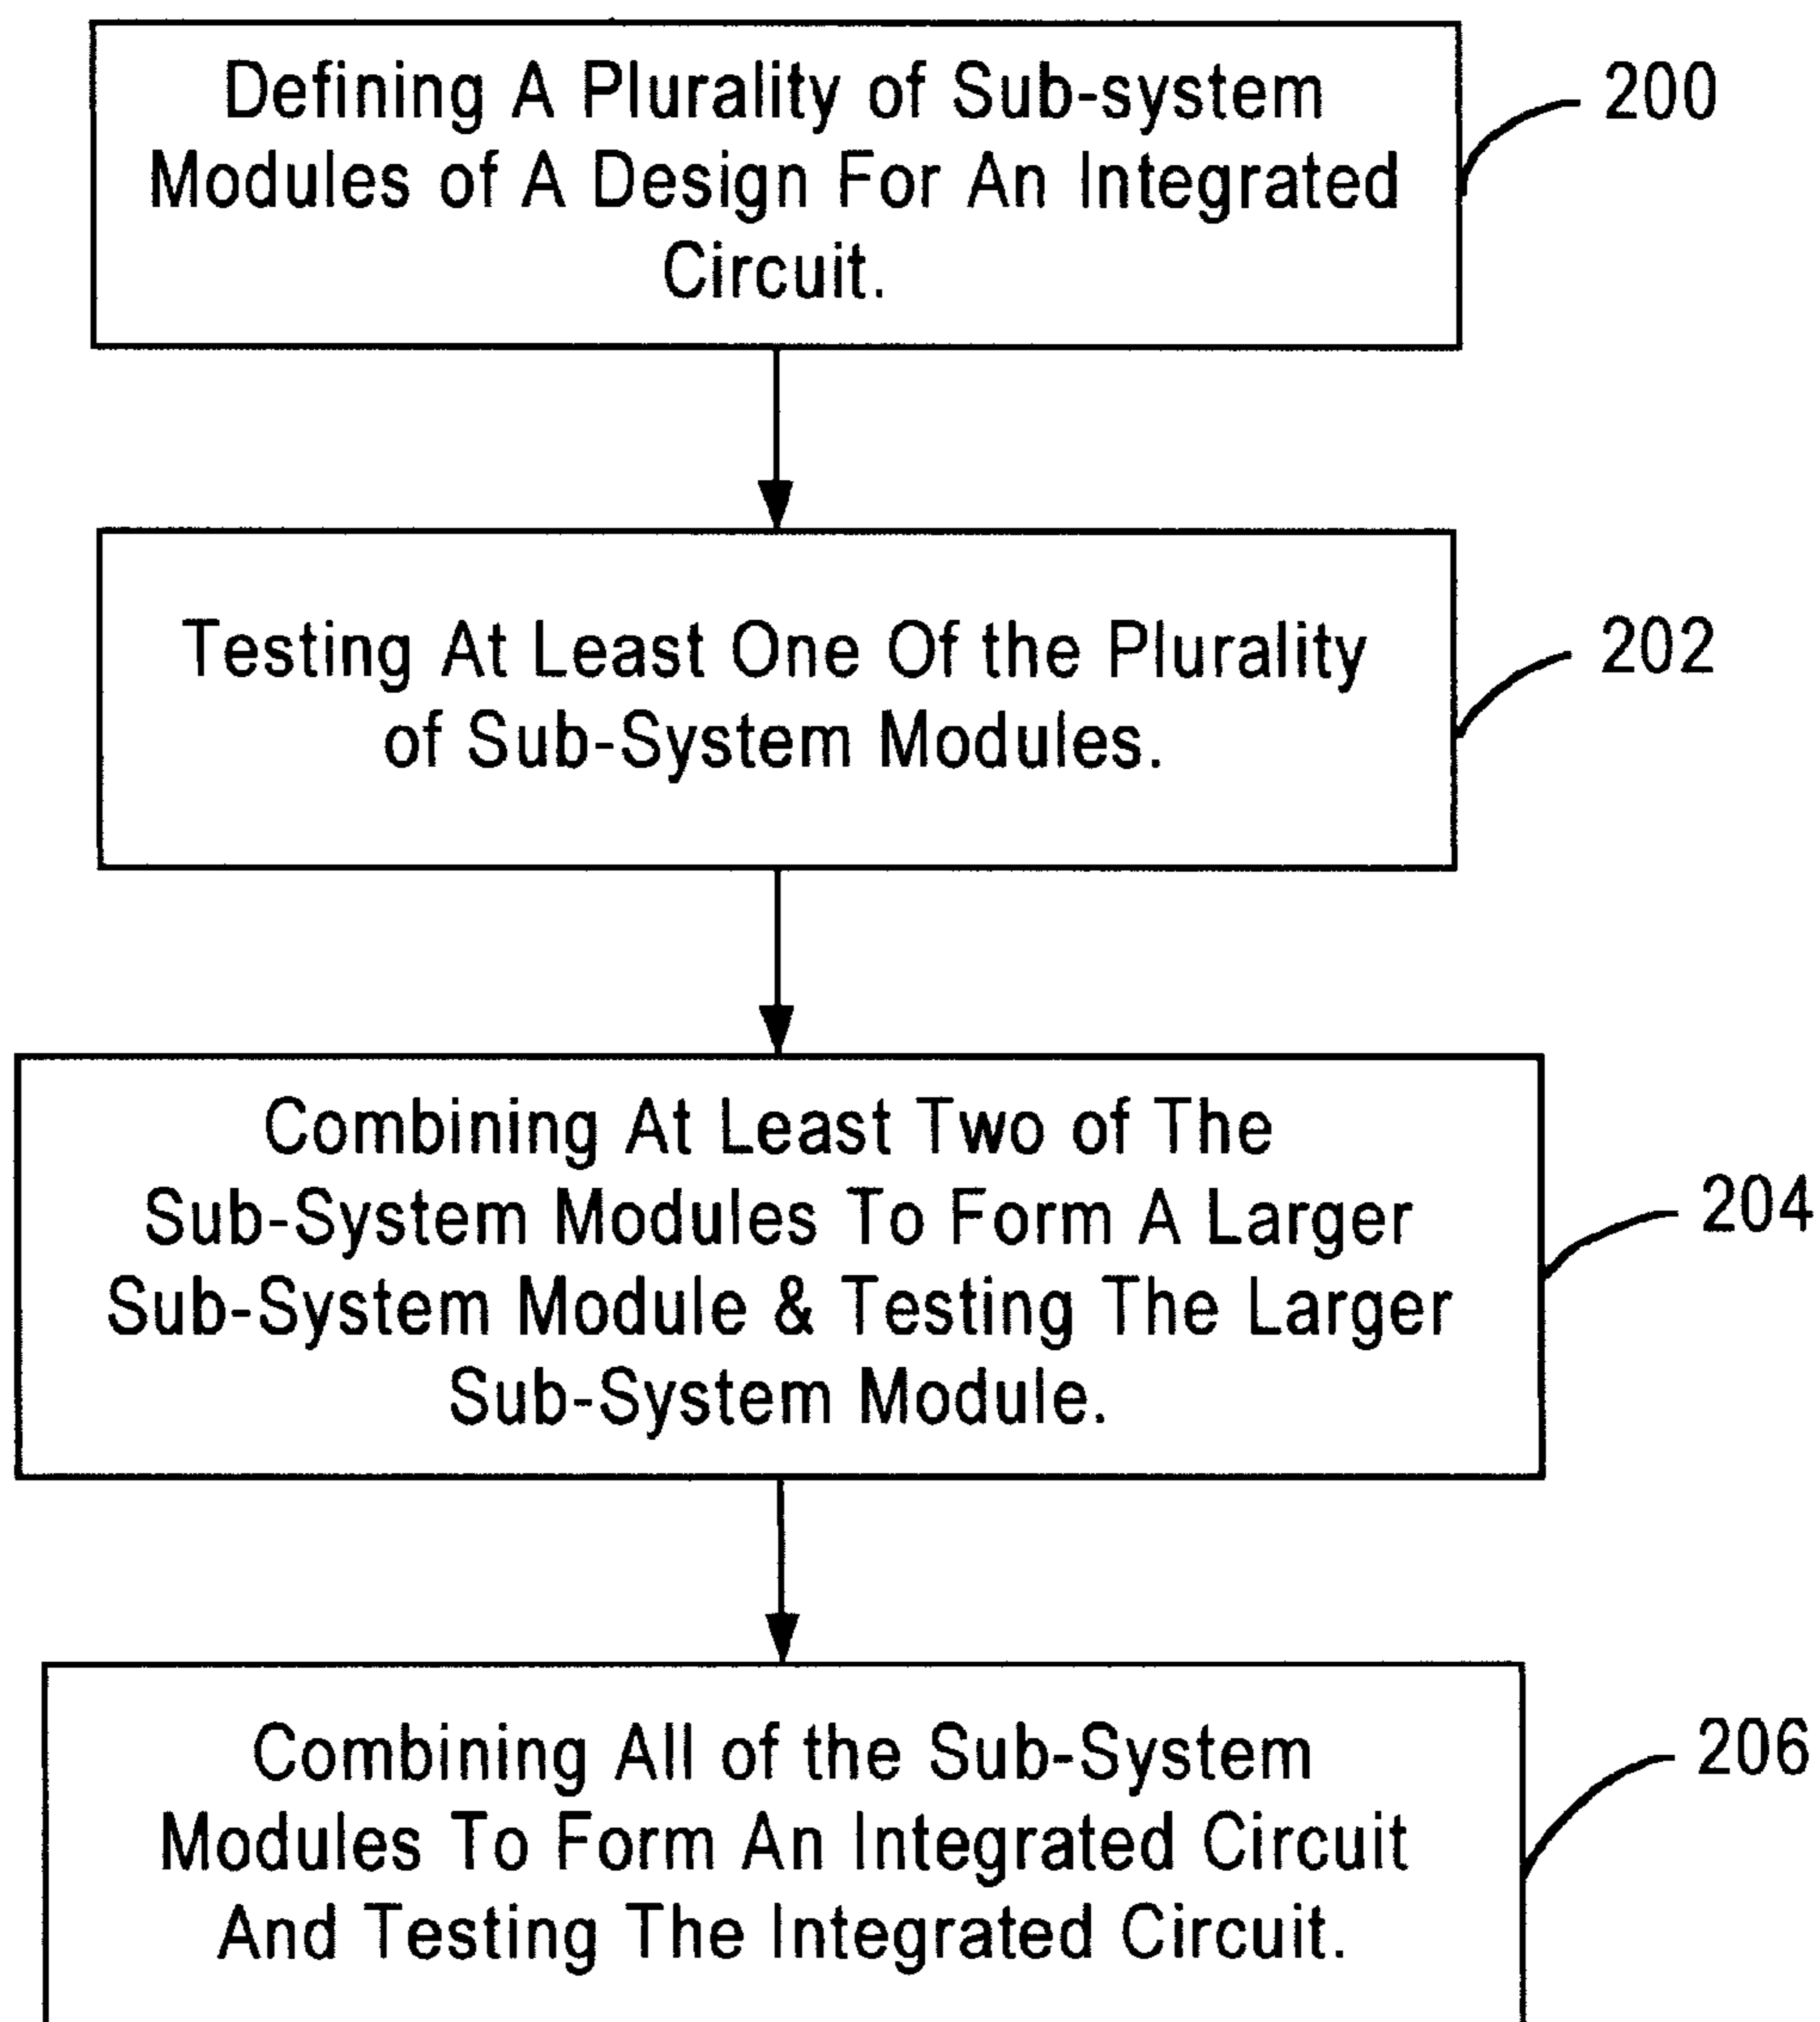 Defining A Plurality of Sub-system
Modules of A Design For An Integrated
Circuit.
200
Testing At Least One Of the Plurality
of Sub-System Modules.
202
Combining At Least Two of The
Sub-System Modules To Form A Larger
Sub-System Module & Testing The Larger
Sub-System Module.
204
Combining All of the Sub-System
Modules To Form An Integrated Circuit
And Testing The Integrated Circuit.
206